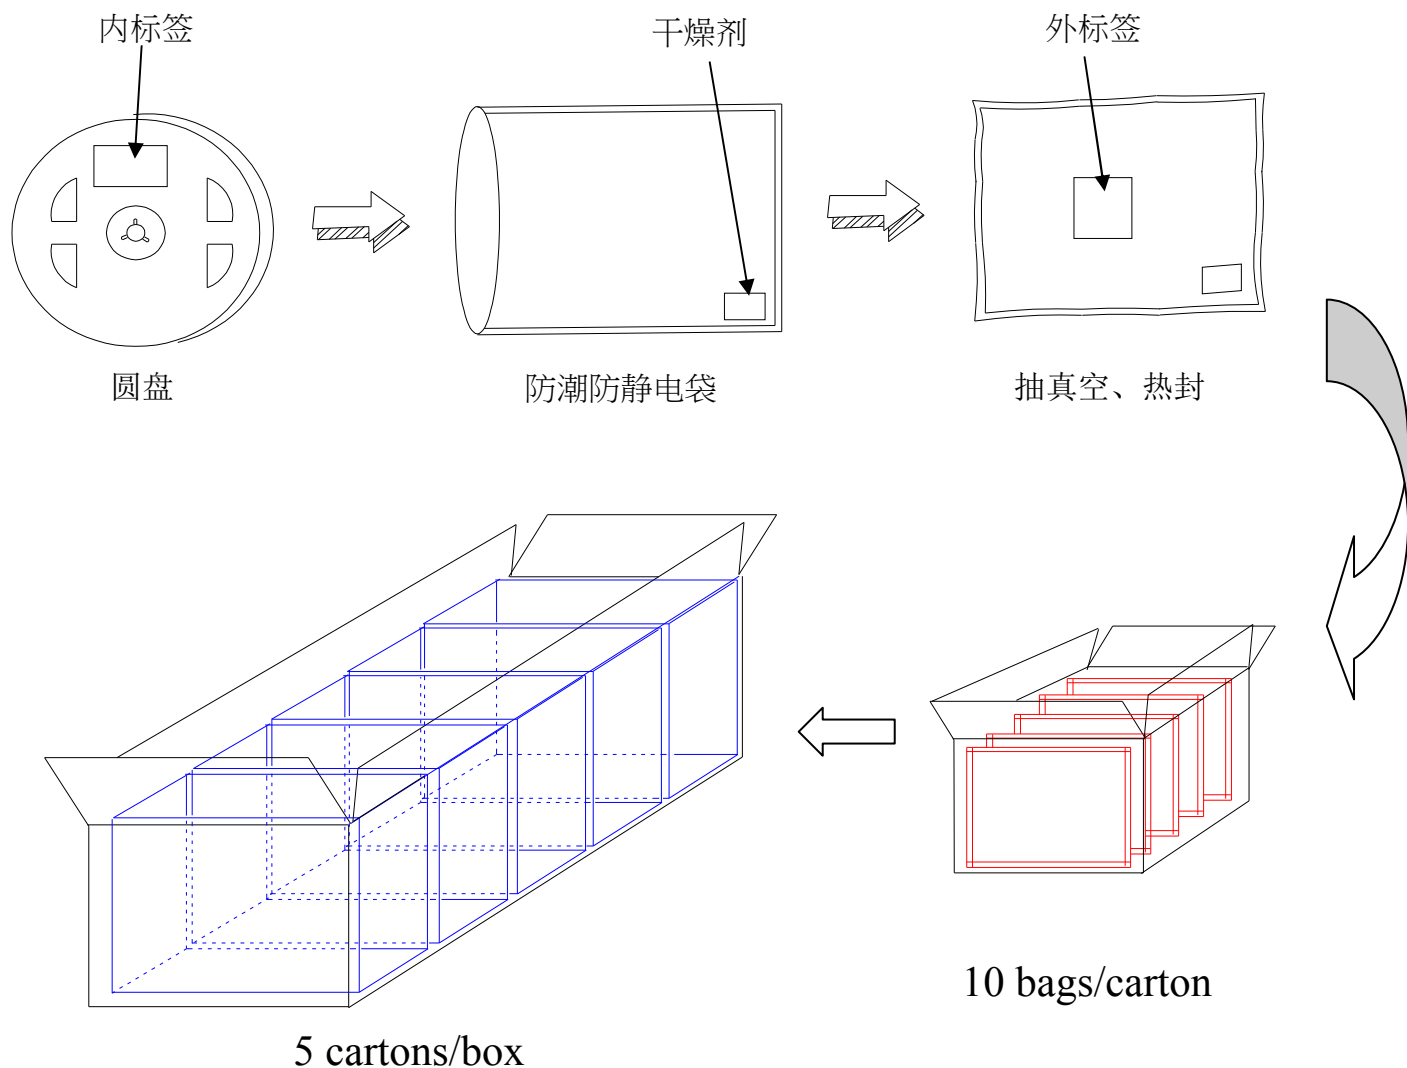 内标签
干燥剂
外标签
圆盘
防潮防静电袋
抽真空、热封
10 bags/carton
5 cartons/box